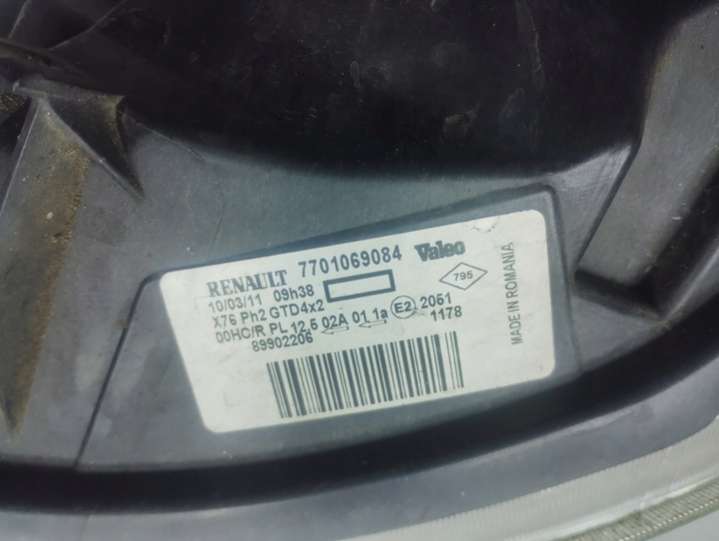 RENAULT 7701069084 Valeo
10/03/11 09h38
795
X76 Ph2 GTD4x2
00HC/R PL 12,5 02A 01 1a E2 2051
1178
89902206
MADE IN ROMANIA